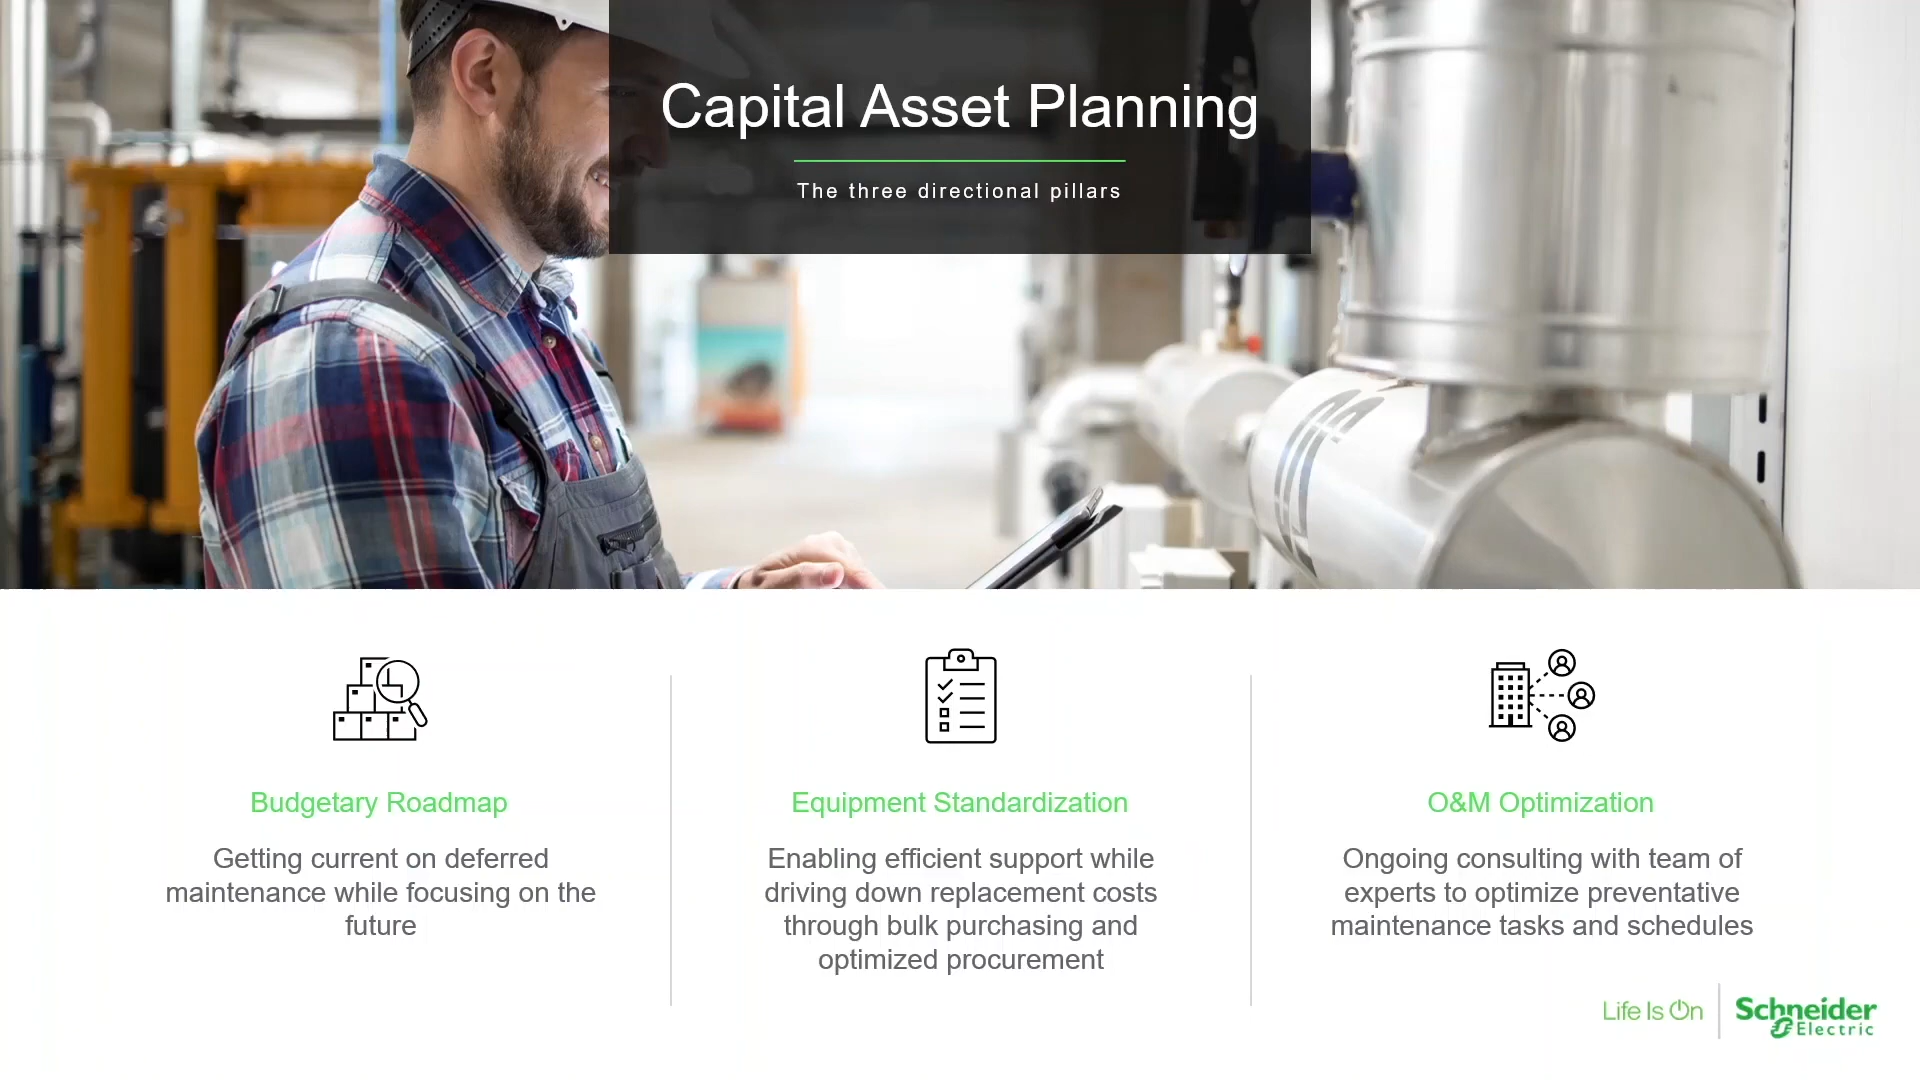 Capital Asset Planning
The three directional pillars
Budgetary Roadmap
Getting current on deferred
maintenance while focusing on the
future
Equipment Standardization
Enabling efficient support while
driving down replacement costs
through bulk purchasing and
optimized procurement
O&M Optimization
Ongoing consulting with team of
experts to optimize preventative
maintenance tasks and schedules
Life Is On
Schneider
Electric